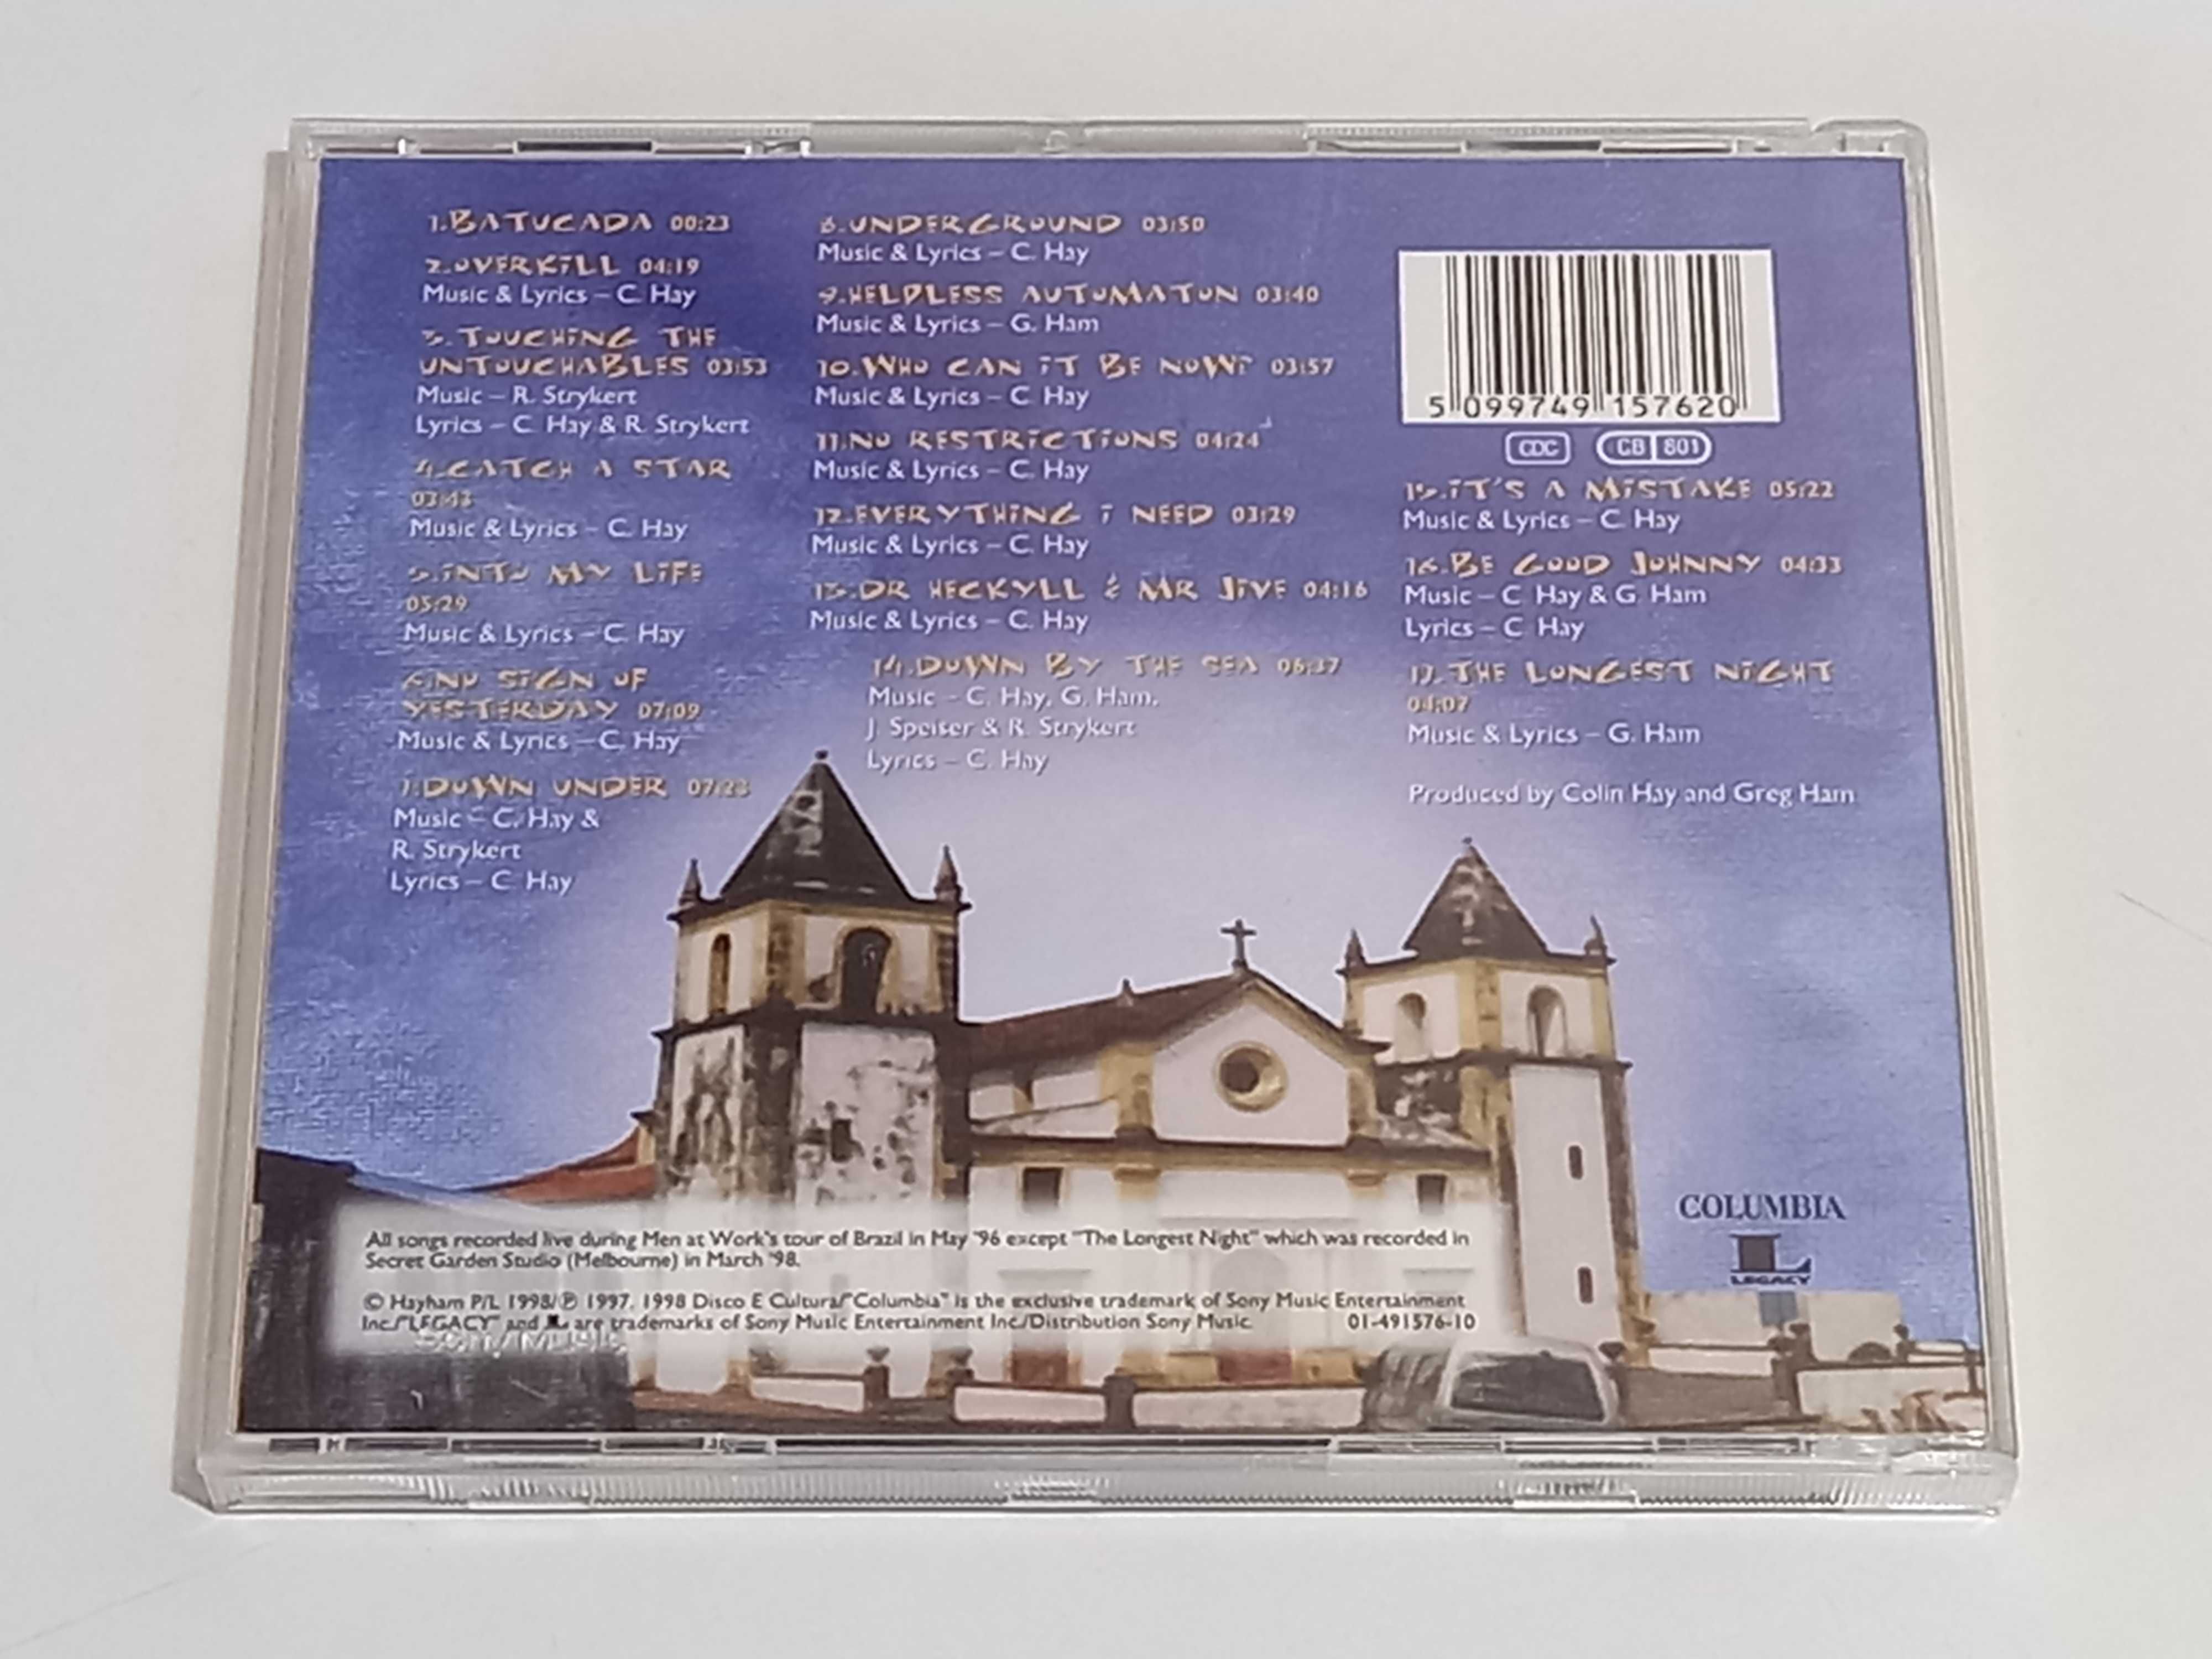 1.BATUCADA 00:23
2.OVERKILL 04:19
Music & Lyrics – C. Hay
3.TOUCHING THE
UNTOUCHABLES 03:53
Music – R. Strykert
Lyrics – C. Hay & R. Strykert
4.CATCH A STAR
03:43
Music & Lyrics – C. Hay
5.INTO MY LIFE
05:29
Music & Lyrics – C. Hay
6.NO SIGN OF
YESTERDAY 07:09
Music & Lyrics – C. Hay
7.DOWN UNDER 07:23
Music – C. Hay &
R. Strykert
Lyrics – C. Hay
8.UNDERGROUND 03:50
Music & Lyrics – C. Hay
9.HELPLESS AUTOMATON 03:40
Music & Lyrics – G. Ham
10.WHO CAN IT BE NOW? 03:57
Music & Lyrics – C. Hay
11.NO RESTRICTIONS 04:24
Music & Lyrics – C. Hay
12.EVERYTHING I NEED 03:29
Music & Lyrics – C. Hay
13.DR HECKYLL & MR JIVE 04:16
Music & Lyrics – C. Hay
14.DOWN BY THE SEA 06:37
Music – C. Hay, G. Ham,
J. Speiser & R. Strykert
Lyrics – C. Hay
5 099749 157620
CDC CB 801
15.IT'S A MISTAKE 05:22
Music & Lyrics – C. Hay
16.BE GOOD JOHNNY 04:33
Music – C. Hay & G. Ham
Lyrics – C. Hay
17.THE LONGEST NIGHT
04:07
Music & Lyrics – G. Ham
Produced by Colin Hay and Greg Ham
COLUMBIA
L
LEGACY
All songs recorded live during Men at Work's tour of Brazil in May '96 except "The Longest Night" which was recorded in
Secret Garden Studio (Melbourne) in March '98.
© Hayham P/L 1998/℗ 1997, 1998 Disco E Cultura/"Columbia" is the exclusive trademark of Sony Music Entertainment
Inc./"LEGACY" and L are trademarks of Sony Music Entertainment Inc./Distribution Sony Music. 01-491576-10
Sony Music